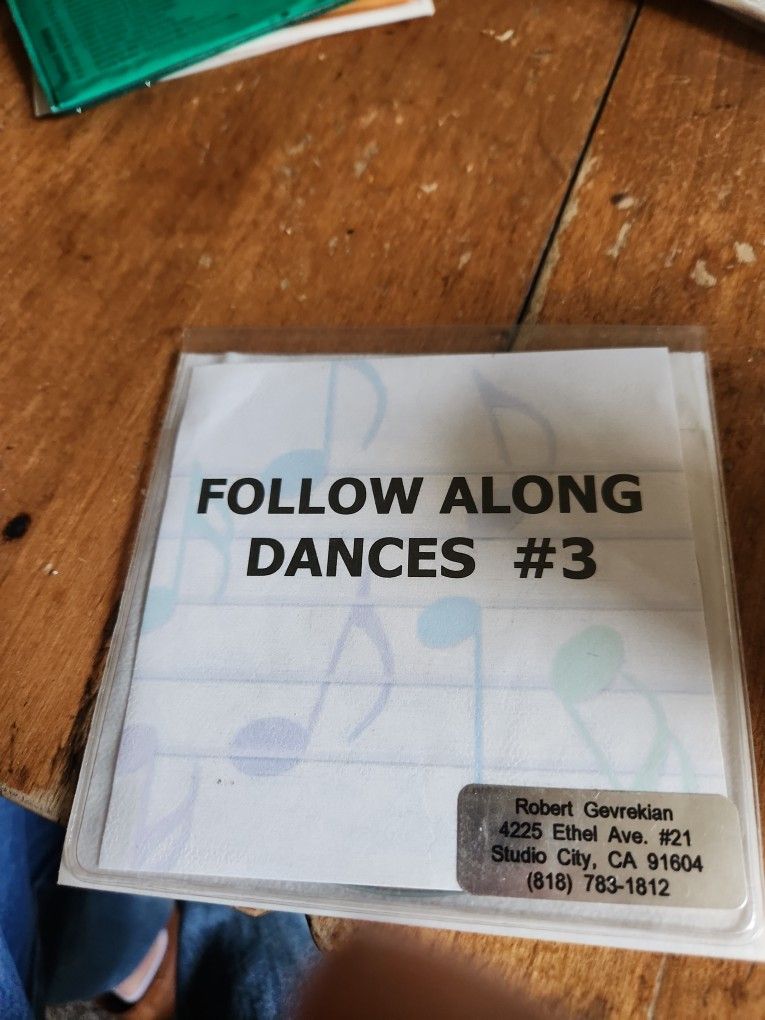 FOLLOW ALONG
DANCES #3
Robert Gevrekian
4225 Ethel Ave. #21
Studio City, CA 91604
(818) 783-1812